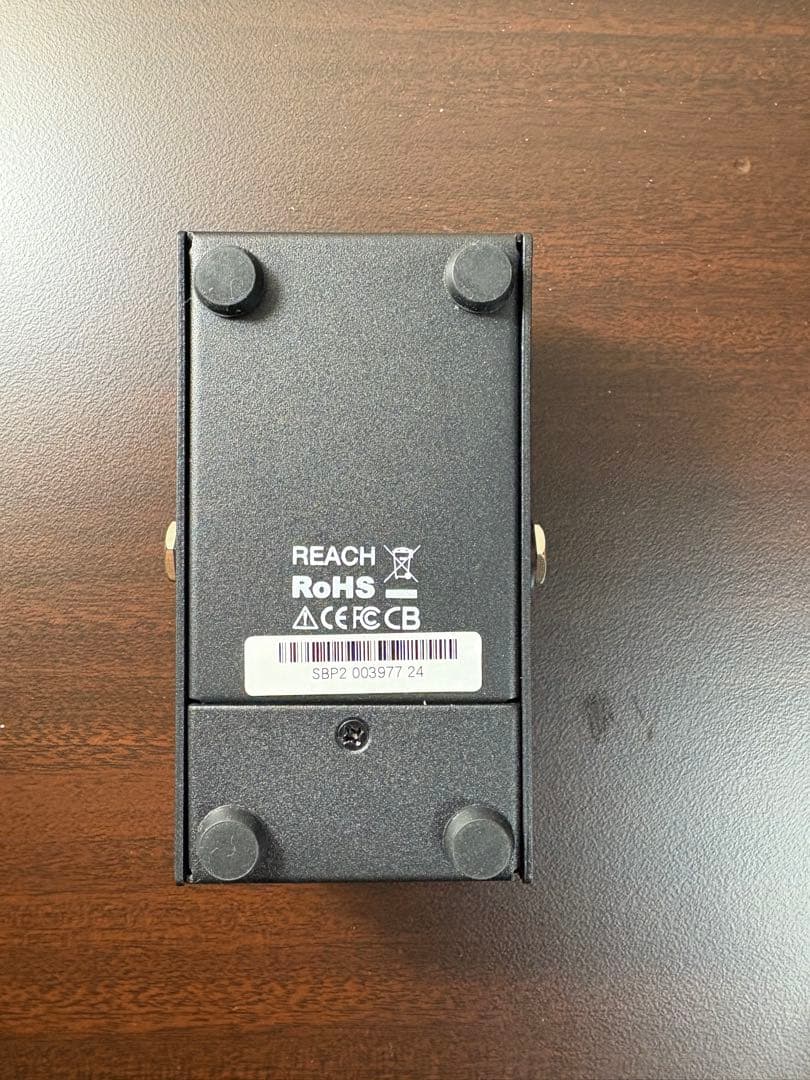 REACH
RoHS
CE FC CB
SBP2 003977 24